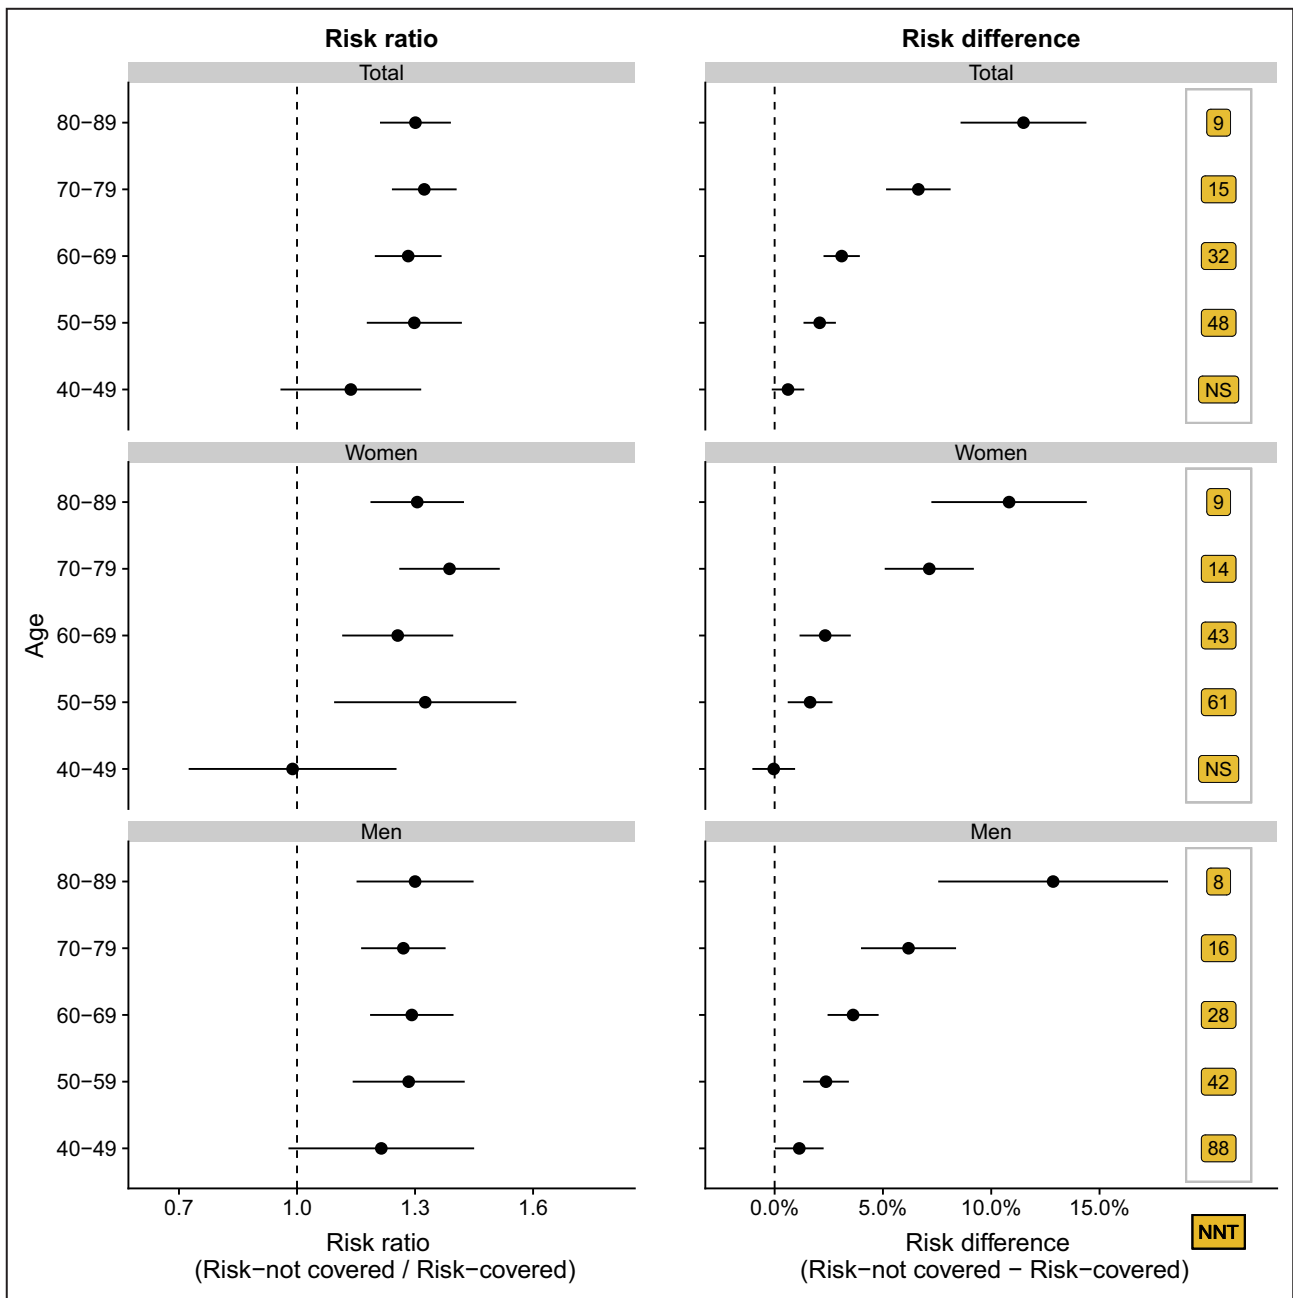 Risk ratio
Risk difference
Total
Total
80−89
9
70−79
15
60−69
32
50−59
48
40−49
NS
Women
Women
80−89
9
70−79
14
60−69
43
50−59
61
40−49
NS
Age
Men
Men
80−89
8
70−79
16
60−69
28
50−59
42
40−49
88
0.7 1.0 1.3 1.6
0.0% 5.0% 10.0% 15.0%
NNT
Risk ratio
(Risk−not covered / Risk−covered)
Risk difference
(Risk−not covered − Risk−covered)